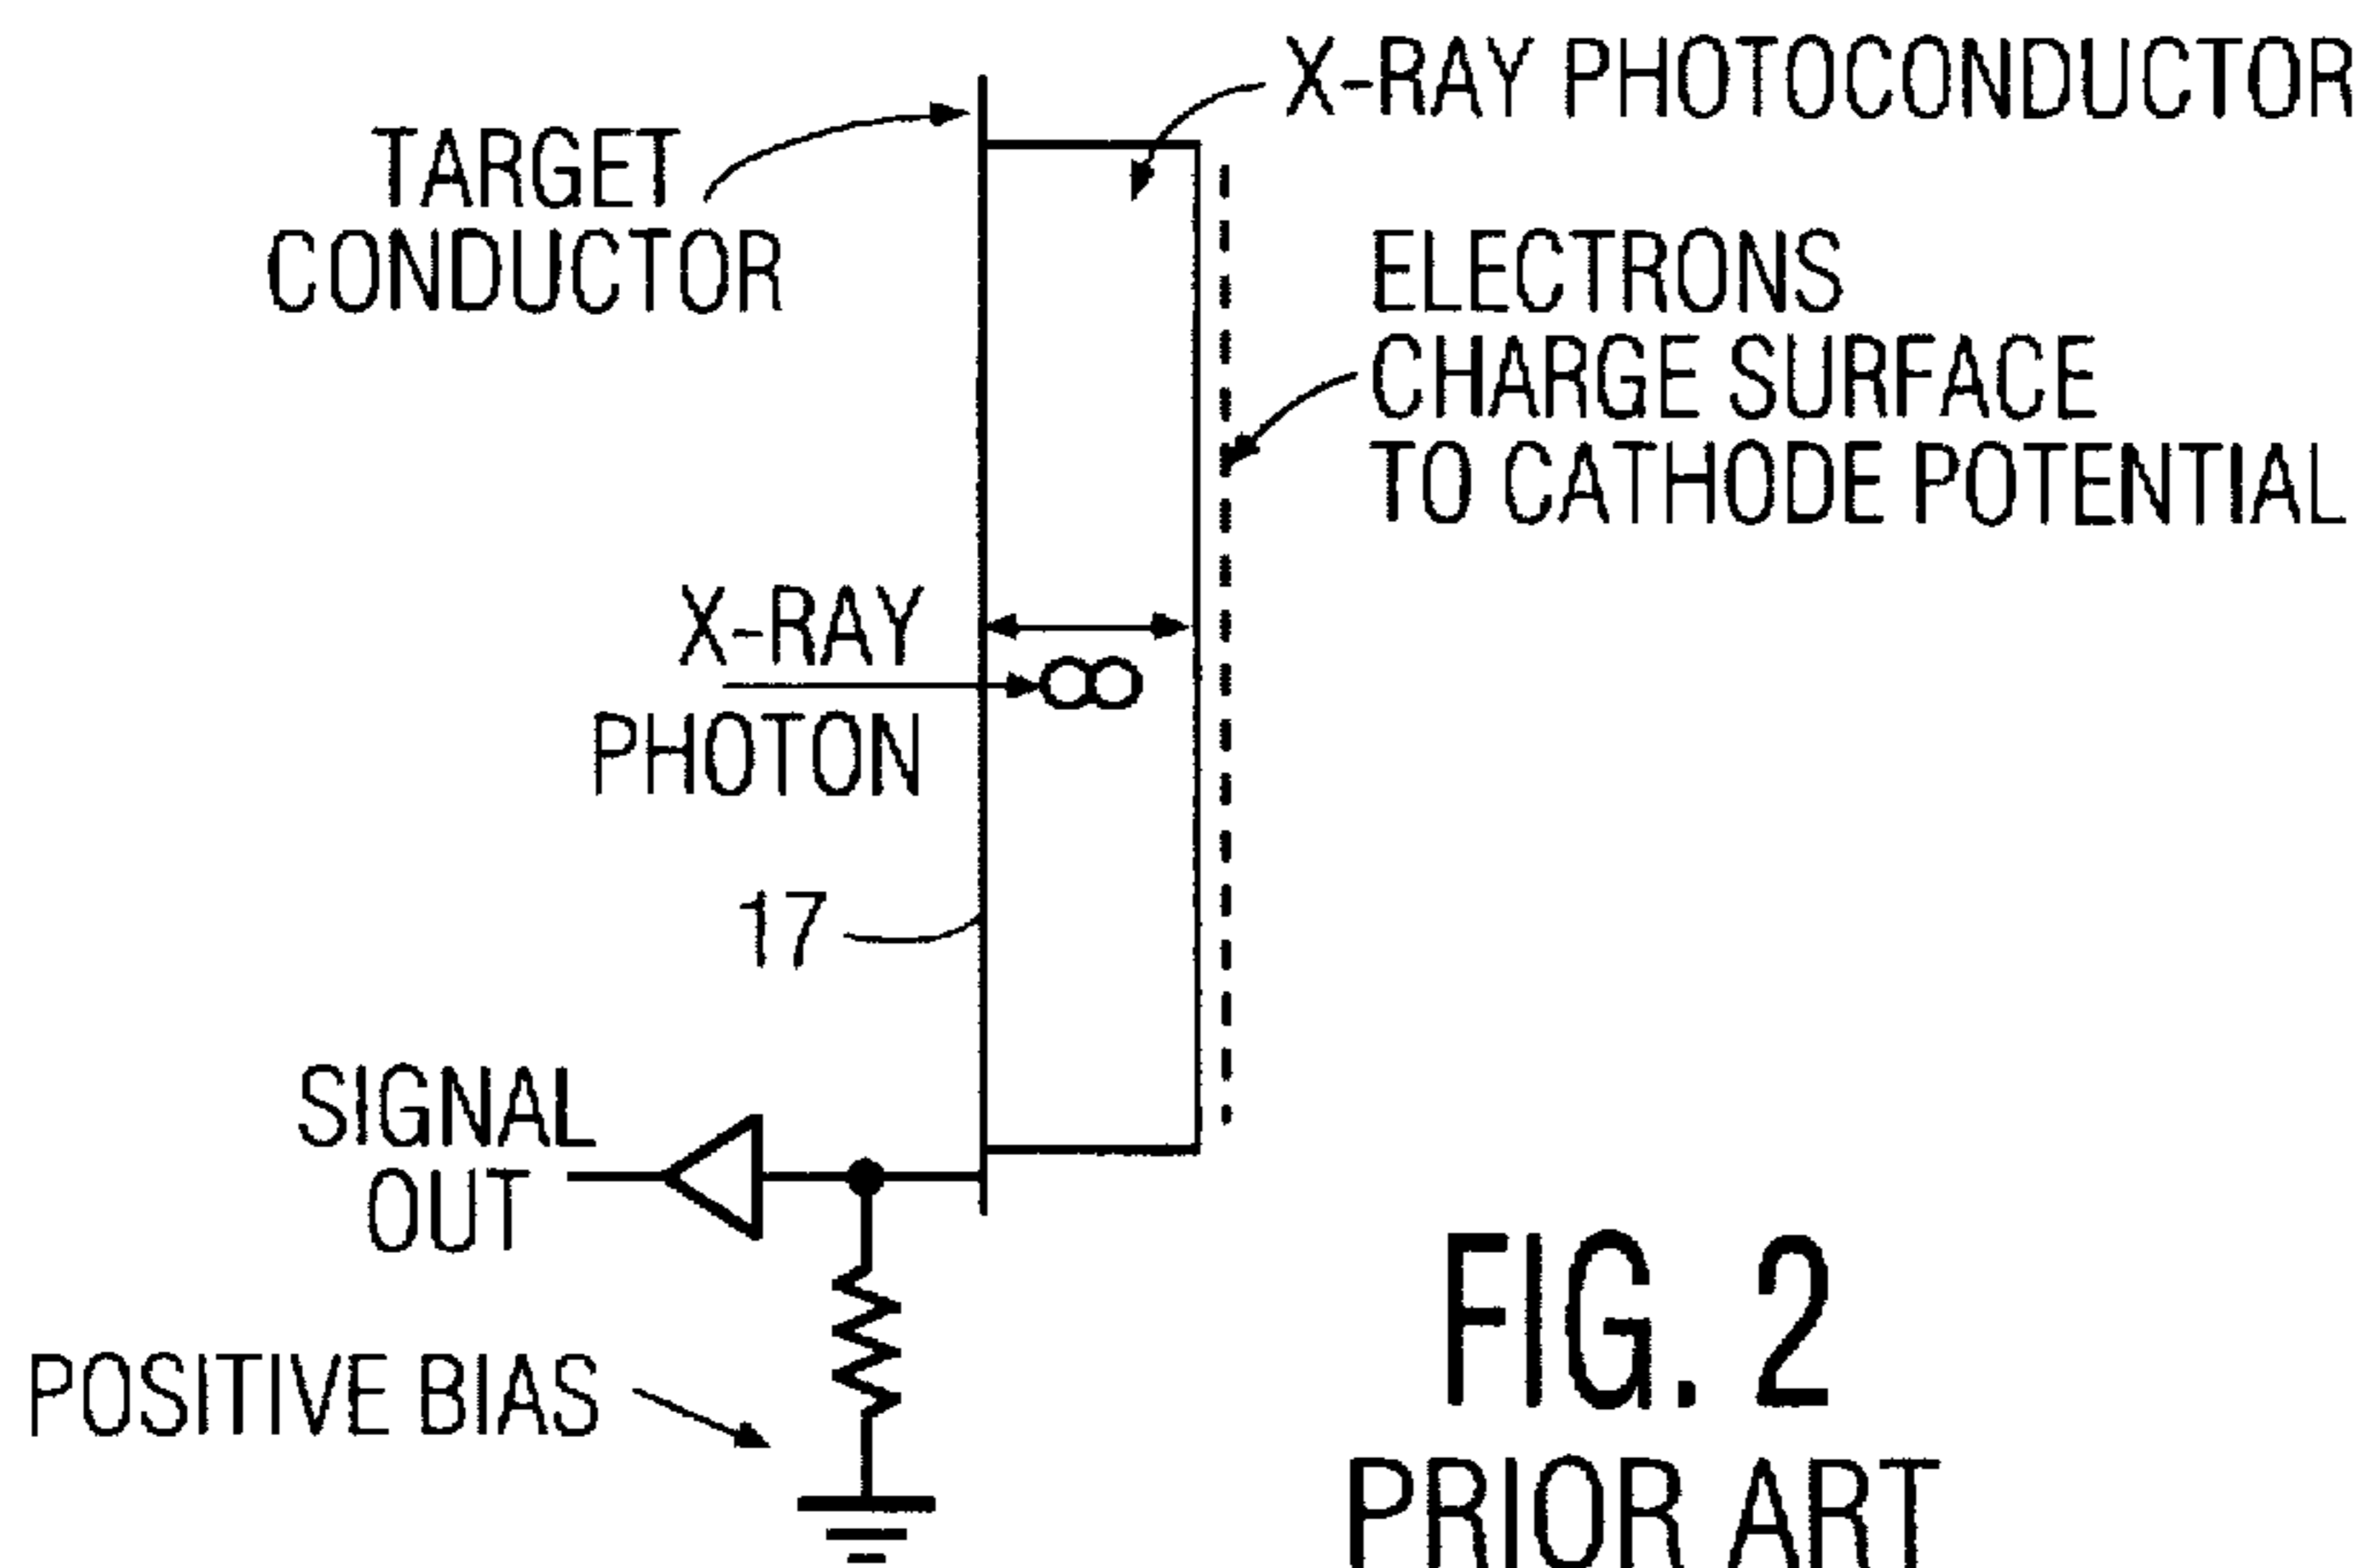 X-RAY PHOTOCONDUCTOR
TARGET
CONDUCTOR
ELECTRONS
CHARGE SURFACE
TO CATHODE POTENTIAL
X-RAY
PHOTON
17
SIGNAL
OUT
POSITIVE BIAS
FIG. 2
PRIOR ART